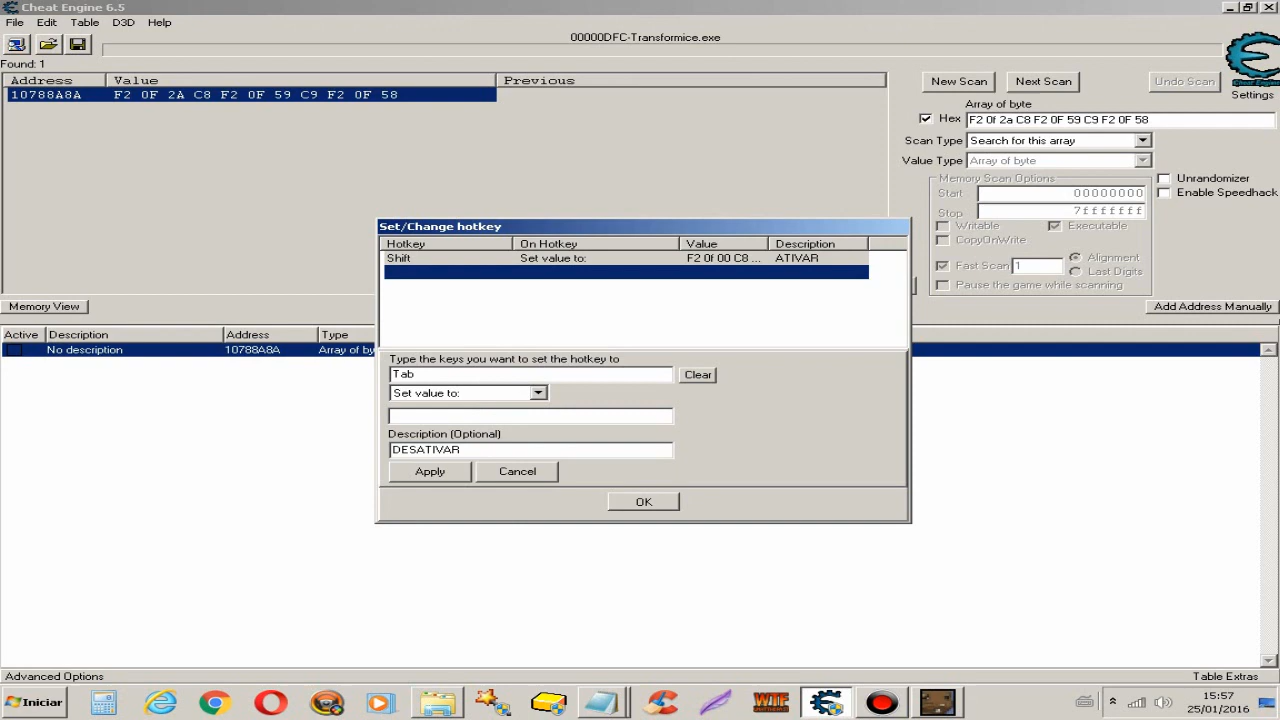 Cheat Engine 6.5
File Edit Table D3D Help
00000DFC-Transformice.exe
Found: 1
Address Value Previous
10788A8A F2 0F 2A C8 F2 0F 59 C9 F2 0F 58
New Scan Next Scan Undo Scan
Cheat Engine
Settings
Array of byte
Hex F2 0f 2a C8 F2 0F 59 C9 F2 0F 58
Scan Type Search for this array
Value Type Array of byte
Memory Scan Options
Start 00000000
Stop 7fffffff
Writable Executable
CopyOnWrite
Fast Scan 1 Alignment
Last Digits
Pause the game while scanning
Unrandomizer
Enable Speedhack
Memory View Add Address Manually
Active Description Address Type
No description 10788A8A Array of by
Set/Change hotkey
Hotkey On Hotkey Value Description
Shift Set value to: F2 0f 00 C8 ... ATIVAR
Type the keys you want to set the hotkey to
Tab Clear
Set value to:
Description (Optional)
DESATIVAR
Apply Cancel
OK
Advanced Options Table Extras
Iniciar WTF 15:57
25/01/2016